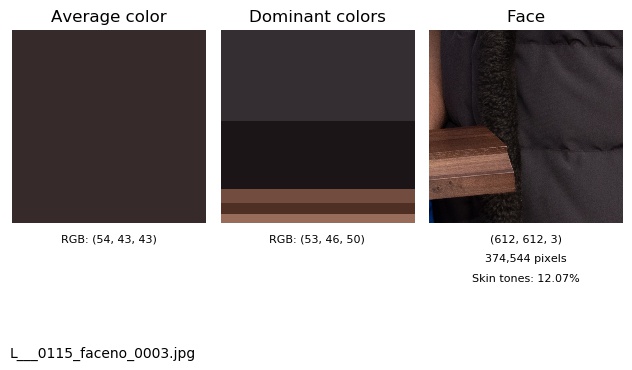 Average color
Dominant colors
Face
RGB: (54, 43, 43)
RGB: (53, 46, 50)
(612, 612, 3)
374,544 pixels
Skin tones: 12.07%
L___0115_faceno_0003.jpg